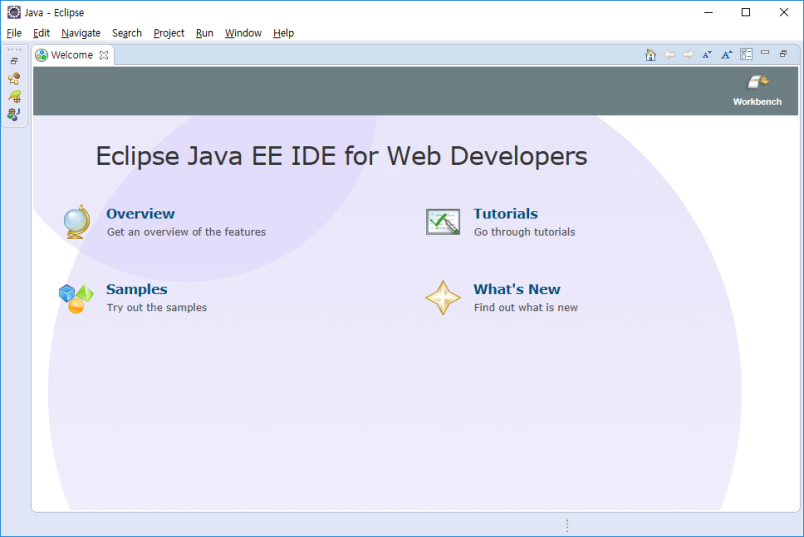 Java - Eclipse
File Edit Navigate Search Project Run Window Help
Welcome
Workbench
Eclipse Java EE IDE for Web Developers
Overview
Get an overview of the features
Tutorials
Go through tutorials
Samples
Try out the samples
What's New
Find out what is new